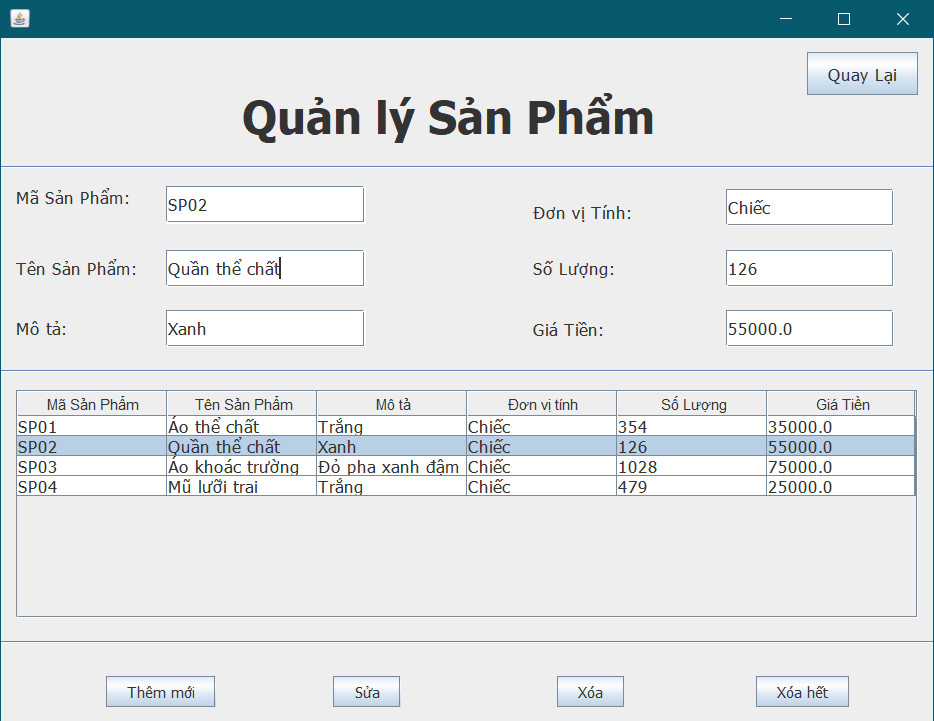 Quay Lại
Quản lý Sản Phẩm
Mã Sản Phẩm: SP02 Đơn vị Tính: Chiếc
Tên Sản Phẩm: Quần thể chất Số Lượng: 126
Mô tả: Xanh Giá Tiền: 55000.0
Mã Sản Phẩm Tên Sản Phẩm Mô tả Đơn vị tính Số Lượng Giá Tiền
SP01 Áo thể chất Trắng Chiếc 354 35000.0
SP02 Quần thể chất Xanh Chiếc 126 55000.0
SP03 Áo khoác trường Đỏ pha xanh đậm Chiếc 1028 75000.0
SP04 Mũ lưỡi trai Trắng Chiếc 479 25000.0
Thêm mới Sửa Xóa Xóa hết